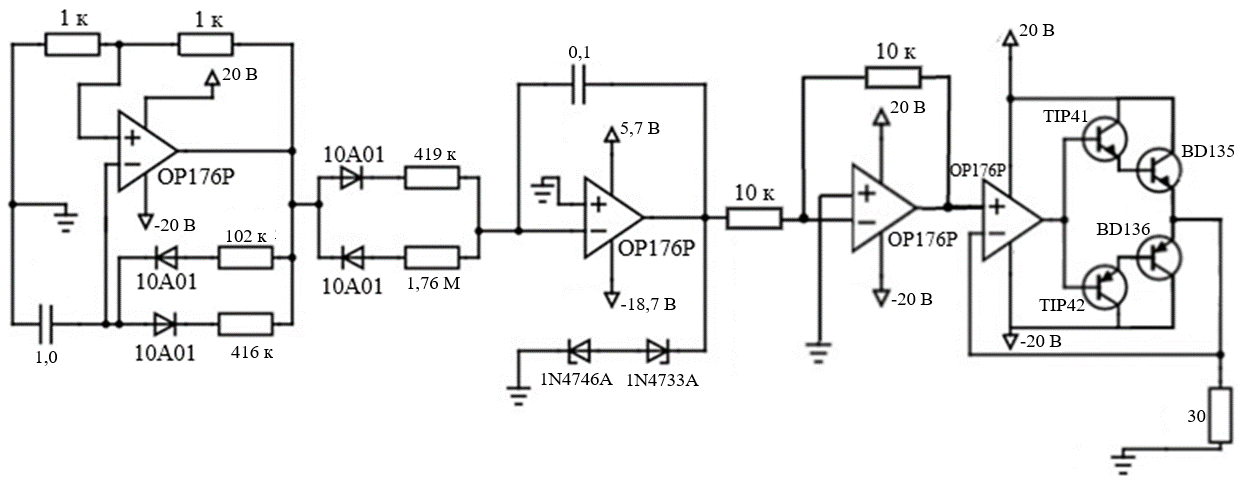 1 к
1 к
20 В
OP176P
-20 В
102 к
10A01
416 к
10A01
1,0
10A01
419 к
10A01
1,76 М
0,1
5,7 В
OP176P
-18,7 В
1N4746A
1N4733A
10 к
10 к
20 В
OP176P
-20 В
20 В
OP176P
-20 В
TIP41
BD135
BD136
TIP42
30